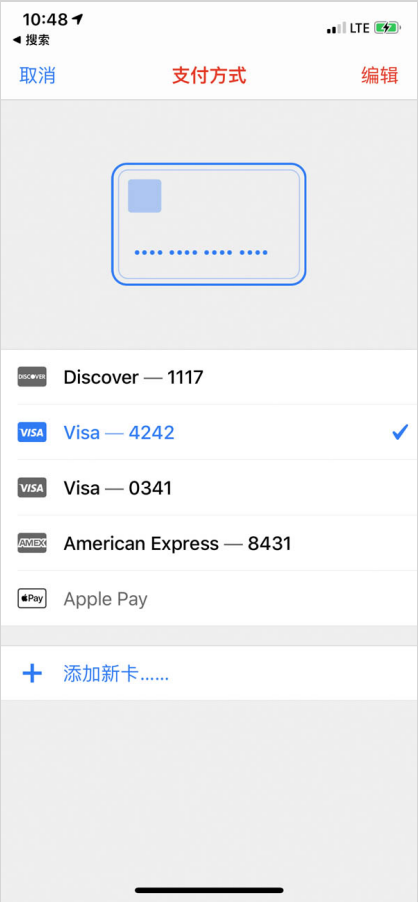 10:48
LTE
◀ 搜索
取消 支付方式 编辑
DISCOVER Discover — 1117
VISA Visa — 4242
VISA Visa — 0341
AMEX American Express — 8431
Pay Apple Pay
+ 添加新卡......